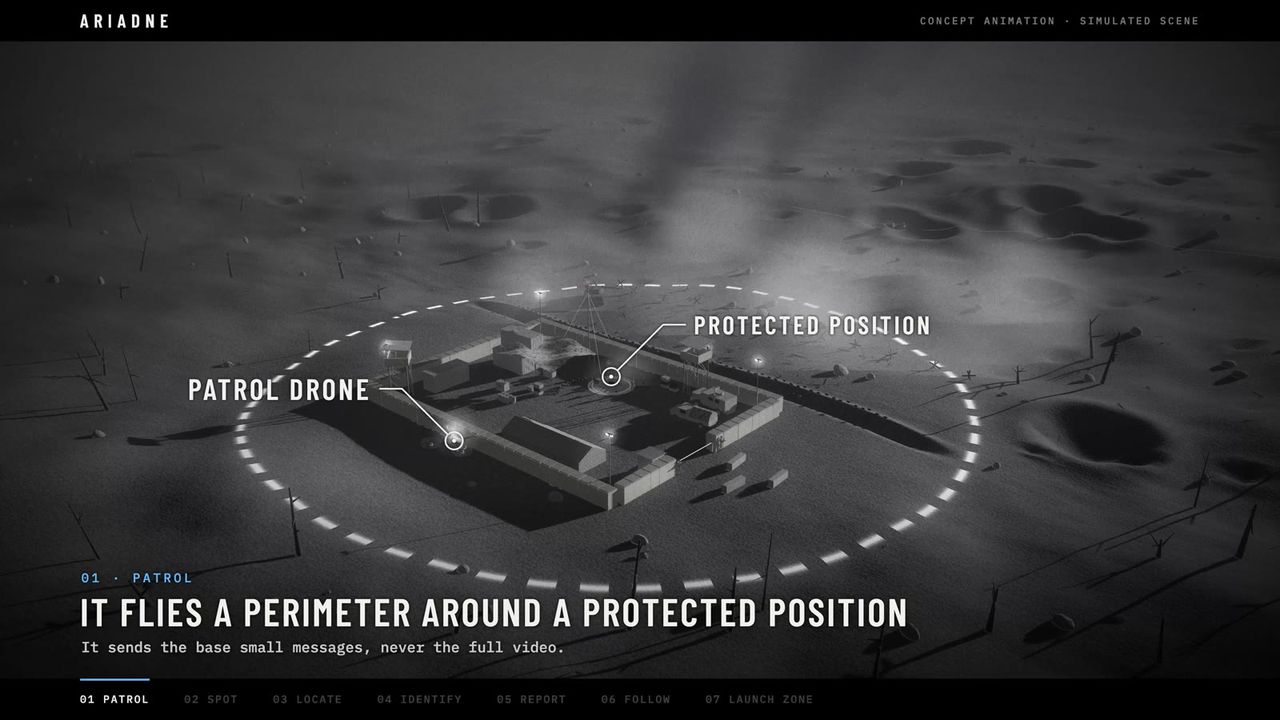 ARIADNE
CONCEPT ANIMATION · SIMULATED SCENE
PROTECTED POSITION
PATROL DRONE
01 · PATROL
IT FLIES A PERIMETER AROUND A PROTECTED POSITION
It sends the base small messages, never the full video.
01 PATROL 02 SPOT 03 LOCATE 04 IDENTIFY 05 REPORT 06 FOLLOW 07 LAUNCH ZONE